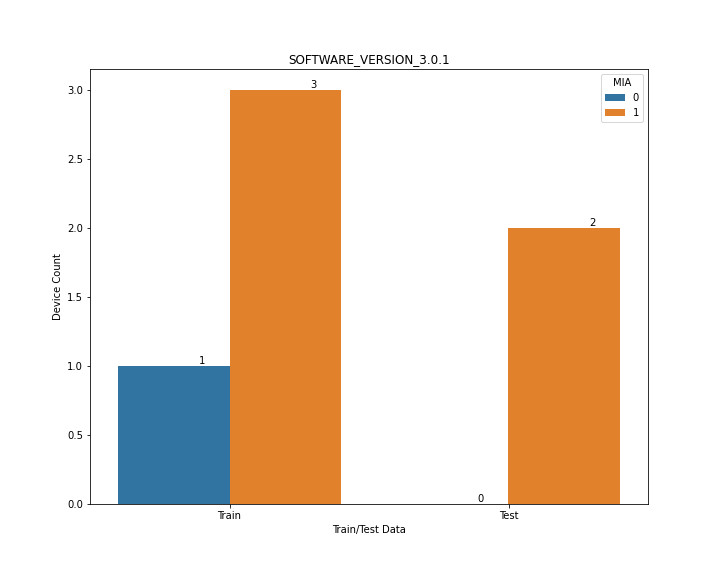 SOFTWARE_VERSION_3.0.1
MIA
0
1
3.0
2.5
2.0
1.5
1.0
0.5
0.0
Device Count
1
3
0
2
Train
Test
Train/Test Data